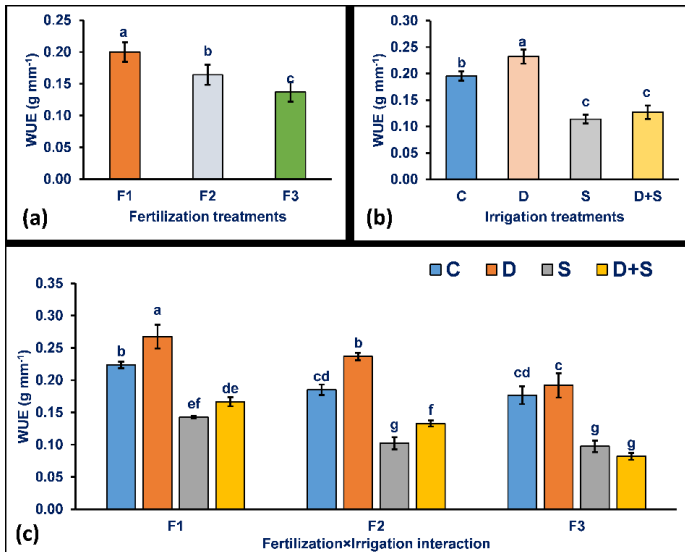 0.25
0.20
0.15
0.10
0.05
0.00
WUE (g mm⁻¹)
a
b
c
F1 F2 F3
(a) Fertilization treatments
0.30
0.25
0.20
0.15
0.10
0.05
0.00
WUE (g mm⁻¹)
b
a
c
c
C D S D+S
(b) Irrigation treatments
C D S D+S
0.35
0.30
0.25
0.20
0.15
0.10
0.05
0.00
WUE (g mm⁻¹)
b a ef de
cd b g f
cd c g g
F1 F2 F3
(c) Fertilization×Irrigation interaction